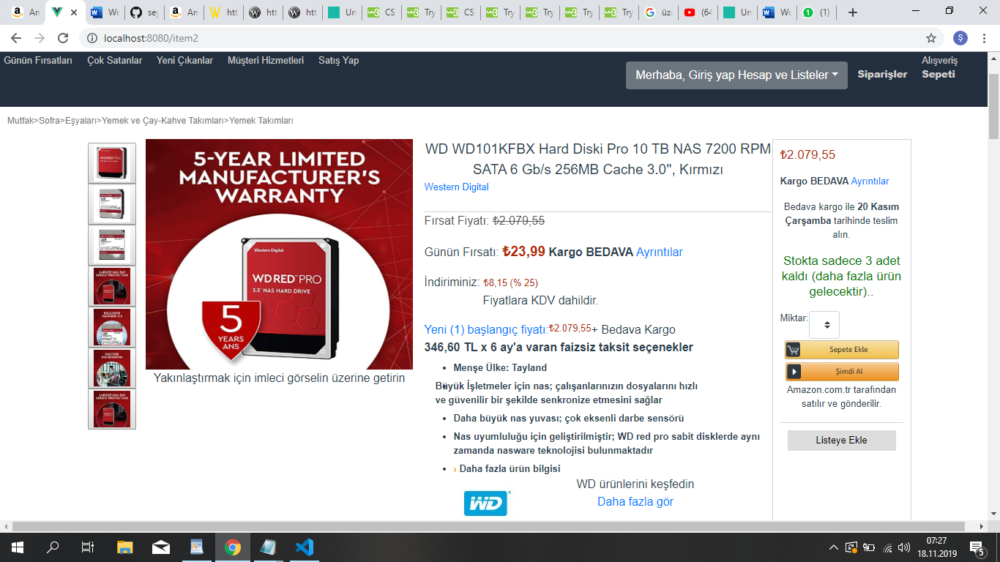 An
We
sey
An
htt
htt
htt
Un
CS
Try
CS
Try
Try
Try
Try
üze
(64
Un
Wo
(1)
localhost:8080/item2
Ş
Günün Fırsatları Çok Satanlar Yeni Çıkanlar Müşteri Hizmetleri Satış Yap
Merhaba, Giriş yap Hesap ve Listeler
Siparişler
Alışveriş
Sepeti
Mutfak>Sofra>Eşyaları>Yemek ve Çay-Kahve Takımları>Yemek Takımları
5-YEAR LIMITED
MANUFACTURER'S
WARRANTY
Western Digital
WD RED™ PRO
3.5" NAS HARD DRIVE
5
YEARS
ANS
Yakınlaştırmak için imleci görselin üzerine getirin
WD WD101KFBX Hard Diski Pro 10 TB NAS 7200 RPM
SATA 6 Gb/s 256MB Cache 3.0", Kırmızı
Western Digital
Fırsat Fiyatı: ₺2.079,55
Günün Fırsatı: ₺23,99 Kargo BEDAVA Ayrıntılar
İndiriminiz: ₺8,15 (% 25)
Fiyatlara KDV dahildir.
Yeni (1) başlangıç fiyatı:₺2.079,55+ Bedava Kargo
346,60 TL x 6 ay'a varan faizsiz taksit seçenekler
• Menşe Ülke: Tayland
Büyük İşletmeler için nas; çalışanlarınızın dosyalarını hızlı
ve güvenilir bir şekilde senkronize etmesini sağlar
• Daha büyük nas yuvası; çok eksenli darbe sensörü
• Nas uyumluluğu için geliştirilmiştir; WD red pro sabit disklerde aynı
zamanda nasware teknolojisi bulunmaktadır
• › Daha fazla ürün bilgisi
WD ürünlerini keşfedin
WD
Daha fazla gör
₺2.079,55
Kargo BEDAVA Ayrıntılar
Bedava kargo ile 20 Kasım
Çarşamba tarihinde teslim
alın.
Stokta sadece 3 adet
kaldı (daha fazla ürün
gelecektir)..
Miktar:
Sepete Ekle
Şimdi Al
Amazon.com.tr tarafından
satılır ve gönderilir.
Listeye Ekle
07:27
18.11.2019
5